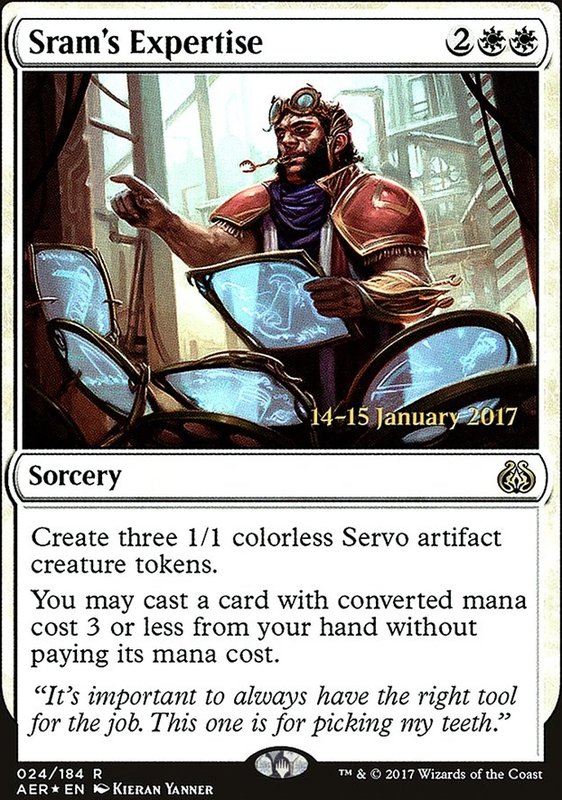 Sram's Expertise 2
14–15 January 2017
Sorcery
Create three 1/1 colorless Servo artifact
creature tokens.
You may cast a card with converted mana
cost 3 or less from your hand without
paying its mana cost.
“It's important to always have the right tool
for the job. This one is for picking my teeth.”
024/184 R
AER★EN KIERAN YANNER
™ & © 2017 Wizards of the Coast